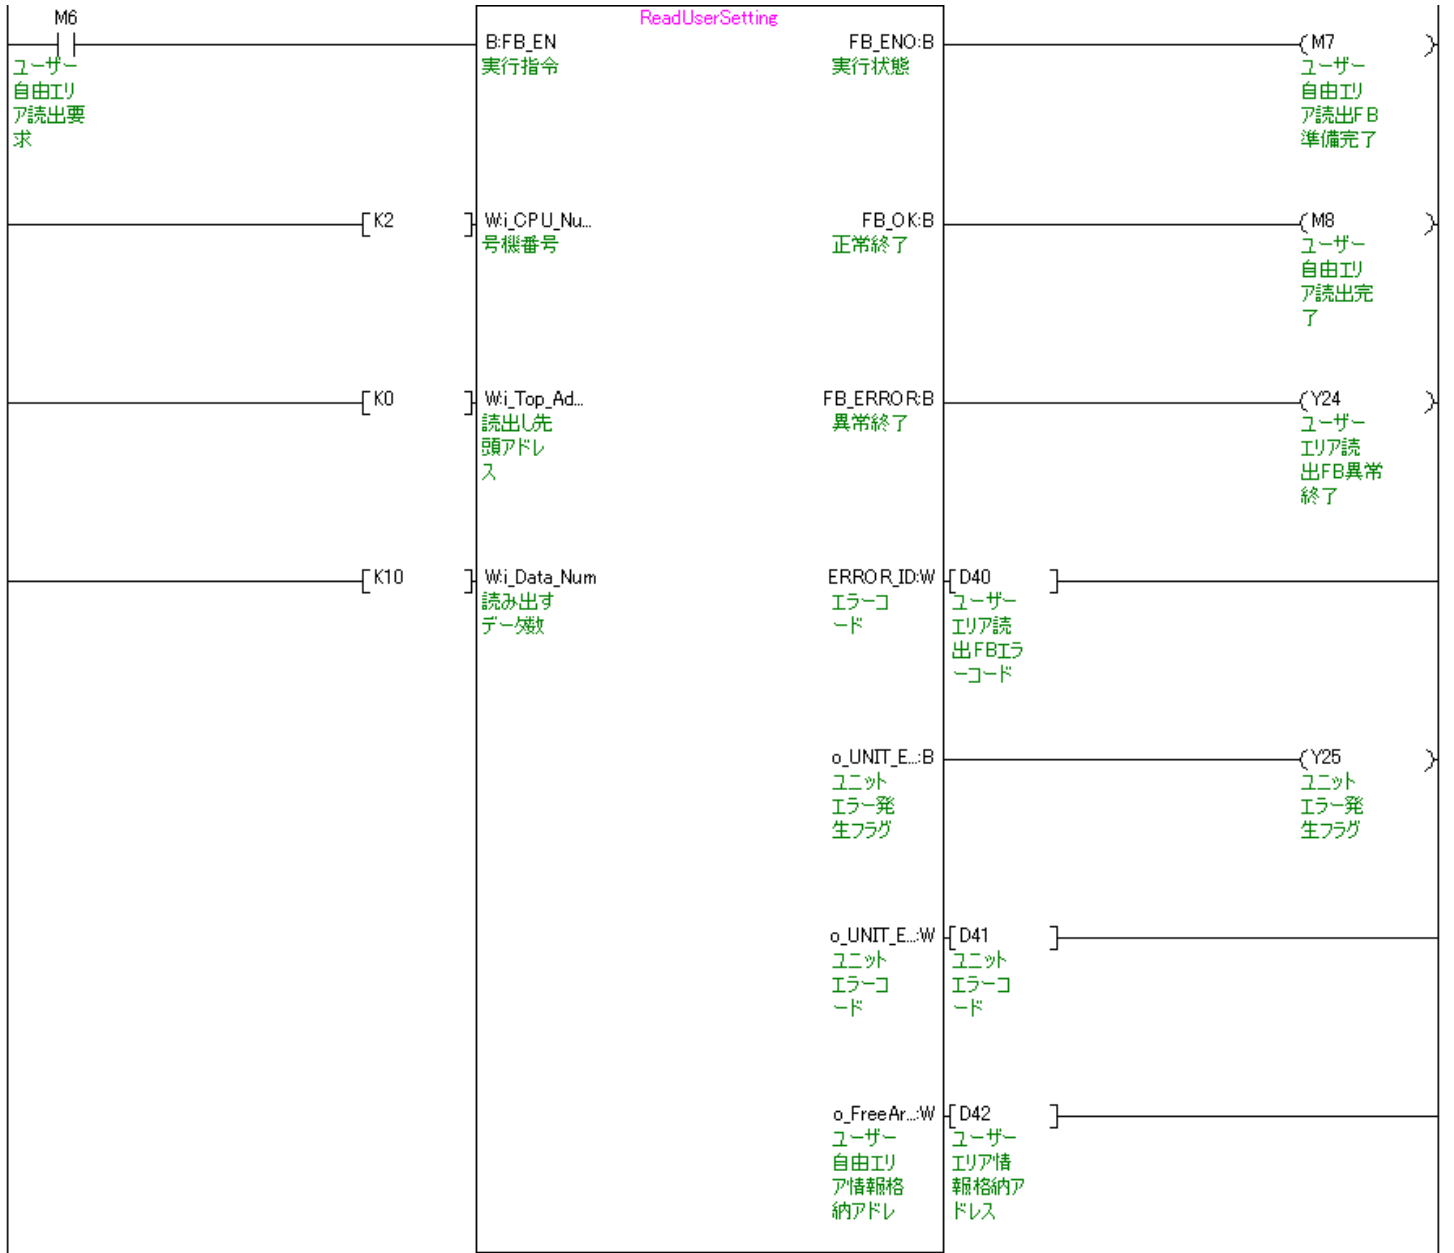 ReadUserSetting
M6
ユーザー
自由エリ
ア読出要
求
B:FB_EN
実行指令
FB_ENO:B
実行状態
M7
ユーザー
自由エリ
ア読出FB
準備完了
K2
W:i_CPU_Nu...
号機番号
FB_OK:B
正常終了
M8
ユーザー
自由エリ
ア読出完
了
K0
W:i_Top_Ad...
読出し先
頭アドレ
ス
FB_ERROR:B
異常終了
Y24
ユーザー
エリア読
出FB異常
終了
K10
W:i_Data_Num
読み出す
データ数
ERROR_ID:W
エラーコ
ード
D40
ユーザー
エリア読
出FBエラ
ーコード
o_UNIT_E...:B
ユニット
エラー発
生フラグ
Y25
ユニット
エラー発
生フラグ
o_UNIT_E...:W
ユニット
エラーコ
ード
D41
ユニット
エラーコ
ード
o_FreeAr...:W
ユーザー
自由エリ
ア情報格
納アドレ
D42
ユーザー
エリア情
報格納ア
ドレス